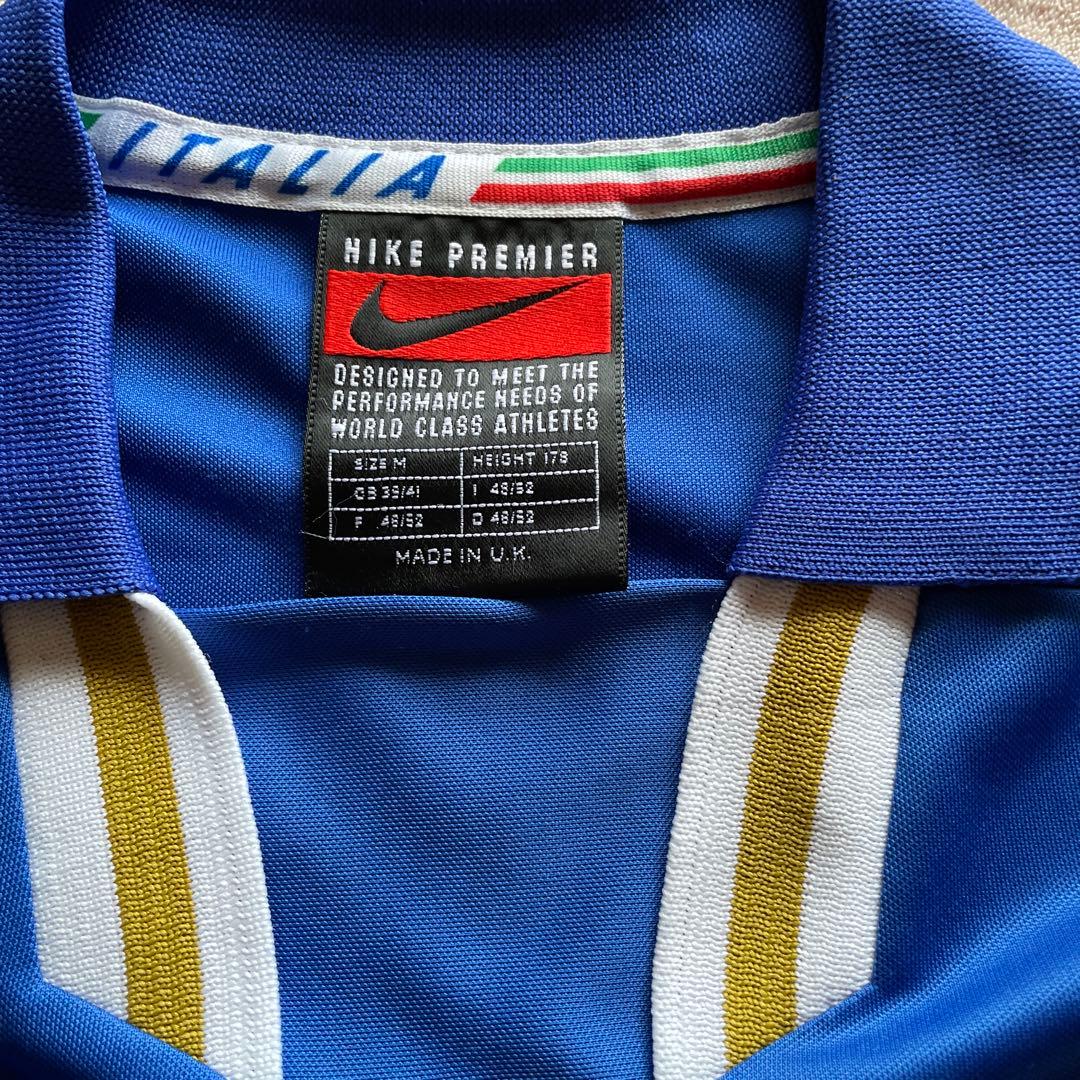 ITALIA
NIKE PREMIER
DESIGNED TO MEET THE
PERFORMANCE NEEDS OF
WORLD CLASS ATHLETES
SIZE M HEIGHT 178
GB 39/41 I 48/52
F 48/52 D 48/52
MADE IN U.K.